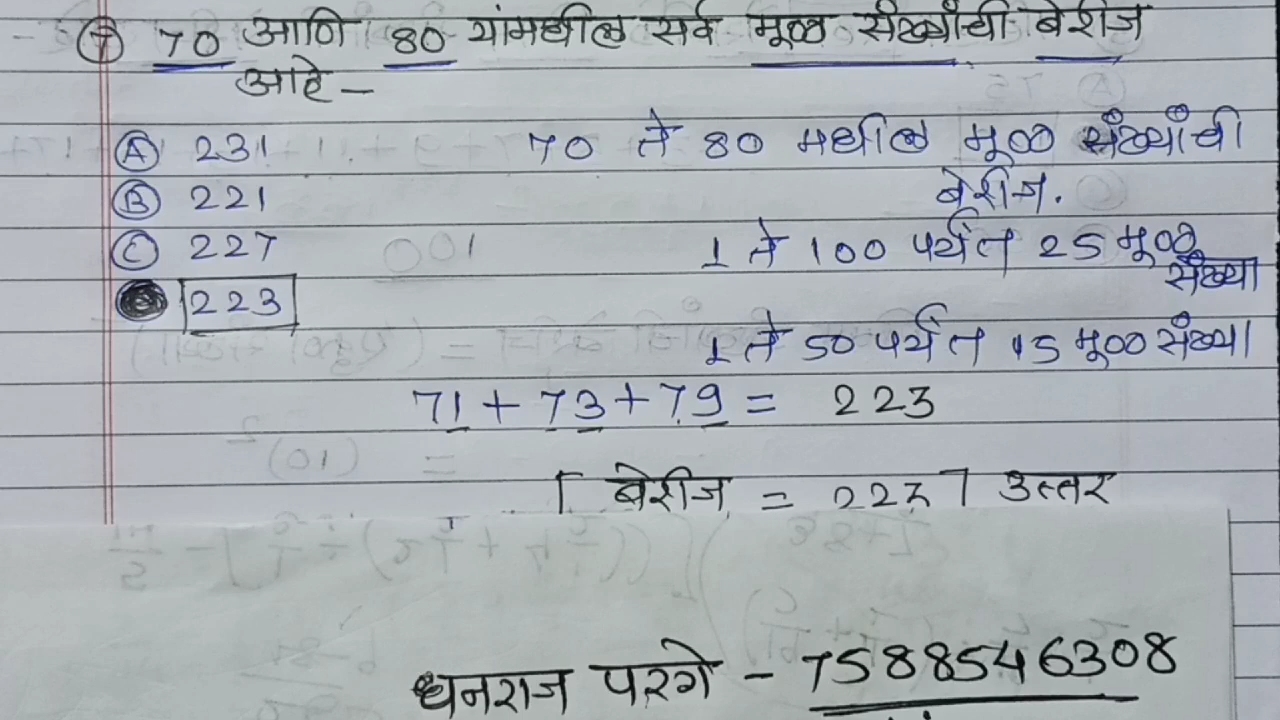 (7) 70 आणि 80 यांमधील सर्व मूळ संख्यांची बेरीज
आहे –
(A) 231
(B) 221
(C) 227
223
70 ते 80 मधील मूळ संख्यांची
बेरीज.
1 ते 100 पर्यंत 25 मूळ
संख्या
1 ते 50 पर्यंत 15 मूळ संख्या
71 + 73 + 79 = 223
बेरीज = 223 उत्तर
धनराज परगे – 7588546308